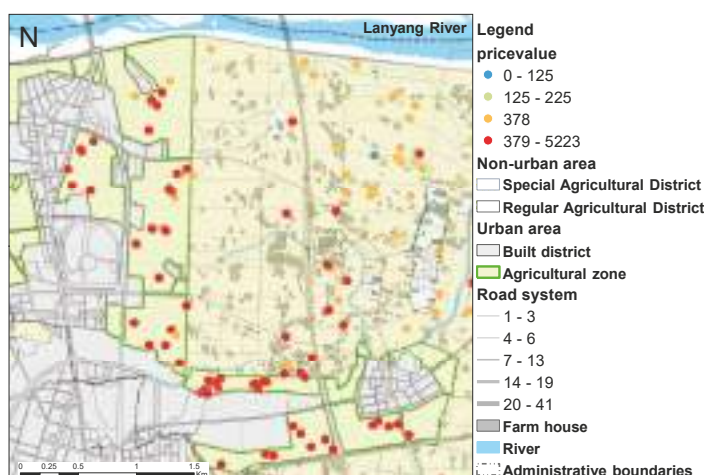 N
Lanyang River
Legend
pricevalue
0 - 125
125 - 225
378
379 - 5223
Non-urban area
Special Agricultural District
Regular Agricultural District
Urban area
Built district
Agricultural zone
Road system
1 - 3
4 - 6
7 - 13
14 - 19
20 - 41
Farm house
River
Administrative boundaries
0 0.25 0.5 1 1.5
Km